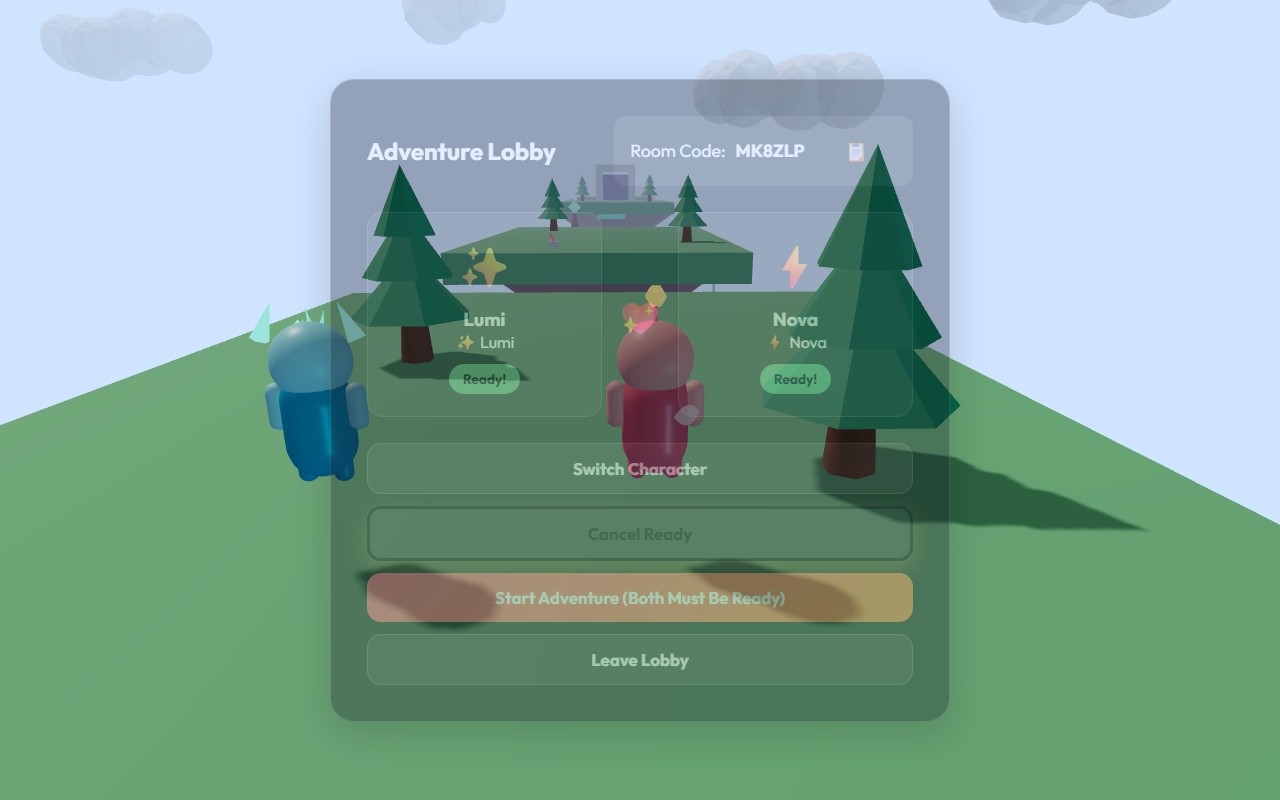 Adventure Lobby
Room Code: MK8ZLP
Lumi
Lumi
Ready!
Nova
Nova
Ready!
Switch Character
Cancel Ready
Start Adventure (Both Must Be Ready)
Leave Lobby